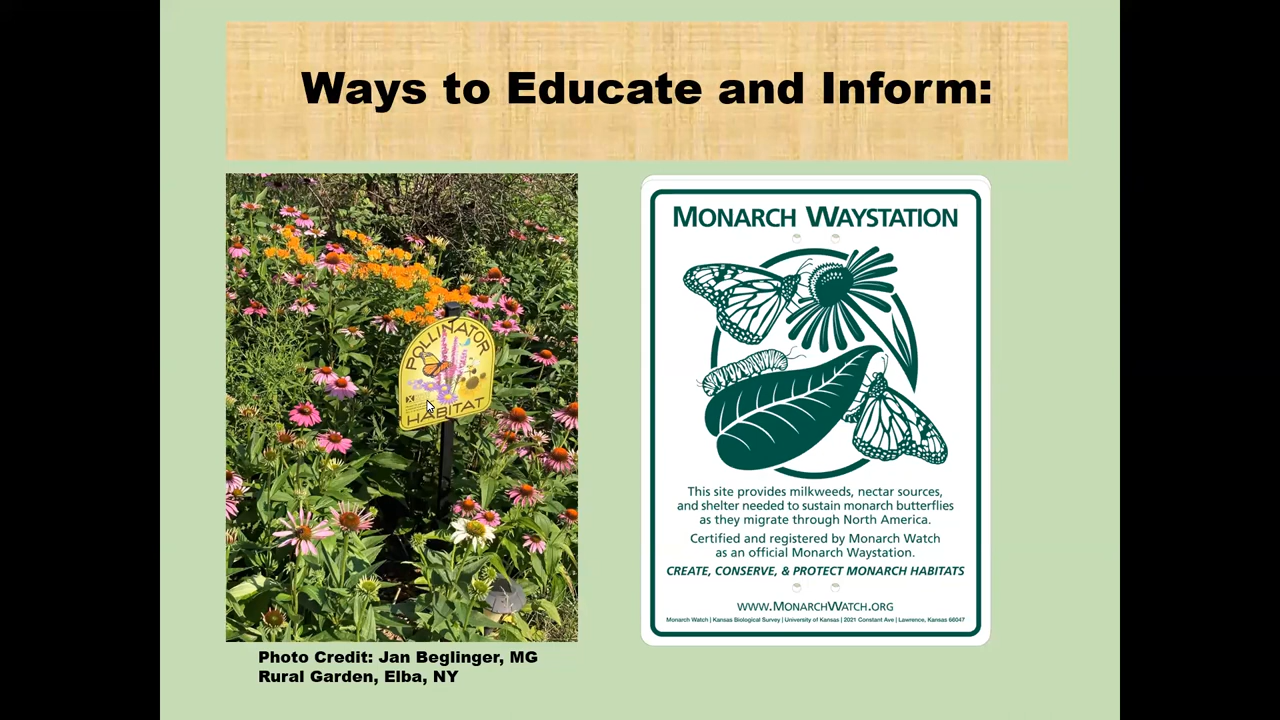 Ways to Educate and Inform:
POLLINATOR
HABITAT
Photo Credit: Jan Beglinger, MG
Rural Garden, Elba, NY
MONARCH WAYSTATION
This site provides milkweeds, nectar sources,
and shelter needed to sustain monarch butterflies
as they migrate through North America.
Certified and registered by Monarch Watch
as an official Monarch Waystation.
CREATE, CONSERVE, & PROTECT MONARCH HABITATS
WWW.MONARCHWATCH.ORG
Monarch Watch | Kansas Biological Survey | University of Kansas | 2021 Constant Ave | Lawrence, Kansas 66047